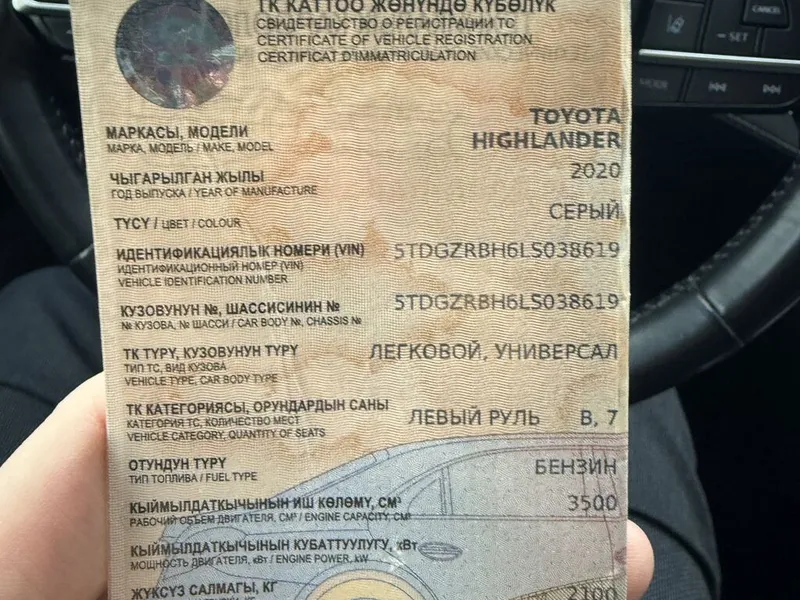 ТК КАТТОО ЖӨНҮНДӨ КҮБӨЛҮК
СВИДЕТЕЛЬСТВО О РЕГИСТРАЦИИ ТС
CERTIFICATE OF VEHICLE REGISTRATION
CERTIFICAT D'IMMATRICULATION
МАРКАСЫ, МОДЕЛИ
МАРКА, МОДЕЛЬ / MAKE, MODEL
TOYOTA
HIGHLANDER
ЧЫГАРЫЛГАН ЖЫЛЫ
ГОД ВЫПУСКА / YEAR OF MANUFACTURE
2020
ТҮСҮ / ЦВЕТ / COLOUR
СЕРЫЙ
ИДЕНТИФИКАЦИЯЛЫК НОМЕРИ (VIN)
ИДЕНТИФИКАЦИОННЫЙ НОМЕР (VIN)
VEHICLE IDENTIFICATION NUMBER
5TDGZRBH6LS038619
КУЗОВУНУН №, ШАССИСИНИН №
№ КУЗОВА, № ШАССИ / CAR BODY №, CHASSIS №
5TDGZRBH6LS038619
ТК ТҮРҮ, КУЗОВУНУН ТҮРҮ
ТИП ТС, ВИД КУЗОВА
VEHICLE TYPE, CAR BODY TYPE
ЛЕГКОВОЙ, УНИВЕРСАЛ
ТК КАТЕГОРИЯСЫ, ОРУНДАРДЫН САНЫ
КАТЕГОРИЯ ТС, КОЛИЧЕСТВО МЕСТ
VEHICLE CATEGORY, QUANTITY OF SEATS
ЛЕВЫЙ РУЛЬ B, 7
ОТУНДУН ТҮРҮ
ТИП ТОПЛИВА / FUEL TYPE
БЕНЗИН
КЫЙМЫЛДАТКЫЧЫНЫН ИШ КӨЛӨМҮ, СМ³
РАБОЧИЙ ОБЪЕМ ДВИГАТЕЛЯ, СМ³ / ENGINE CAPACITY, CM³
3500
КЫЙМЫЛДАТКЫЧЫНЫН КУБАТТУУЛУГУ, кВт
МОЩНОСТЬ ДВИГАТЕЛЯ, кВт / ENGINE POWER, kW
ЖҮКСҮЗ САЛМАГЫ, КГ
2100
CANCEL
SET
MODE